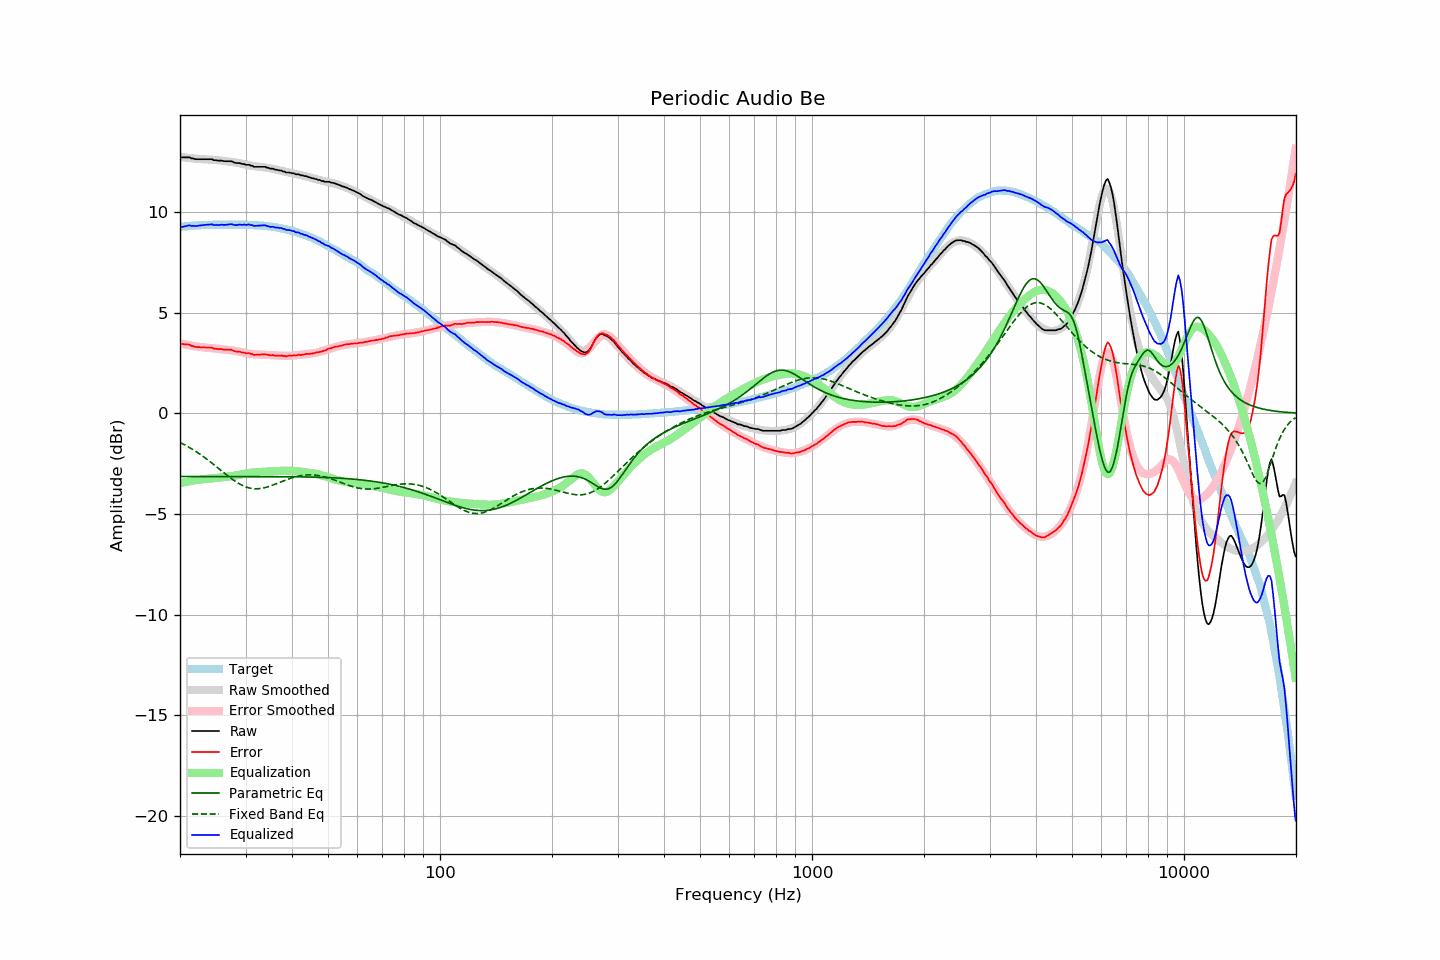 Periodic Audio Be
Amplitude (dBr)
10
5
0
−5
−10
−15
−20
Target
Raw Smoothed
Error Smoothed
Raw
Error
Equalization
Parametric Eq
Fixed Band Eq
Equalized
100
1000
10000
Frequency (Hz)